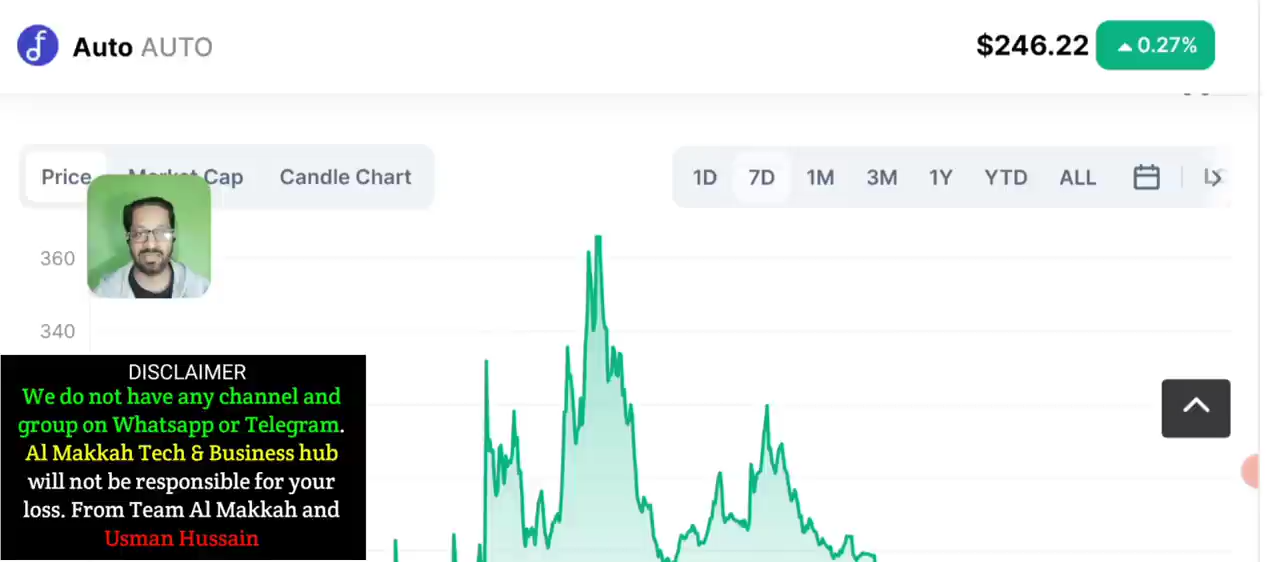 Auto AUTO
$246.22 0.27%
Price Market Cap Candle Chart
1D 7D 1M 3M 1Y YTD ALL
360
340
DISCLAIMER
We do not have any channel and
group on Whatsapp or Telegram.
Al Makkah Tech & Business hub
will not be responsible for your
loss. From Team Al Makkah and
Usman Hussain